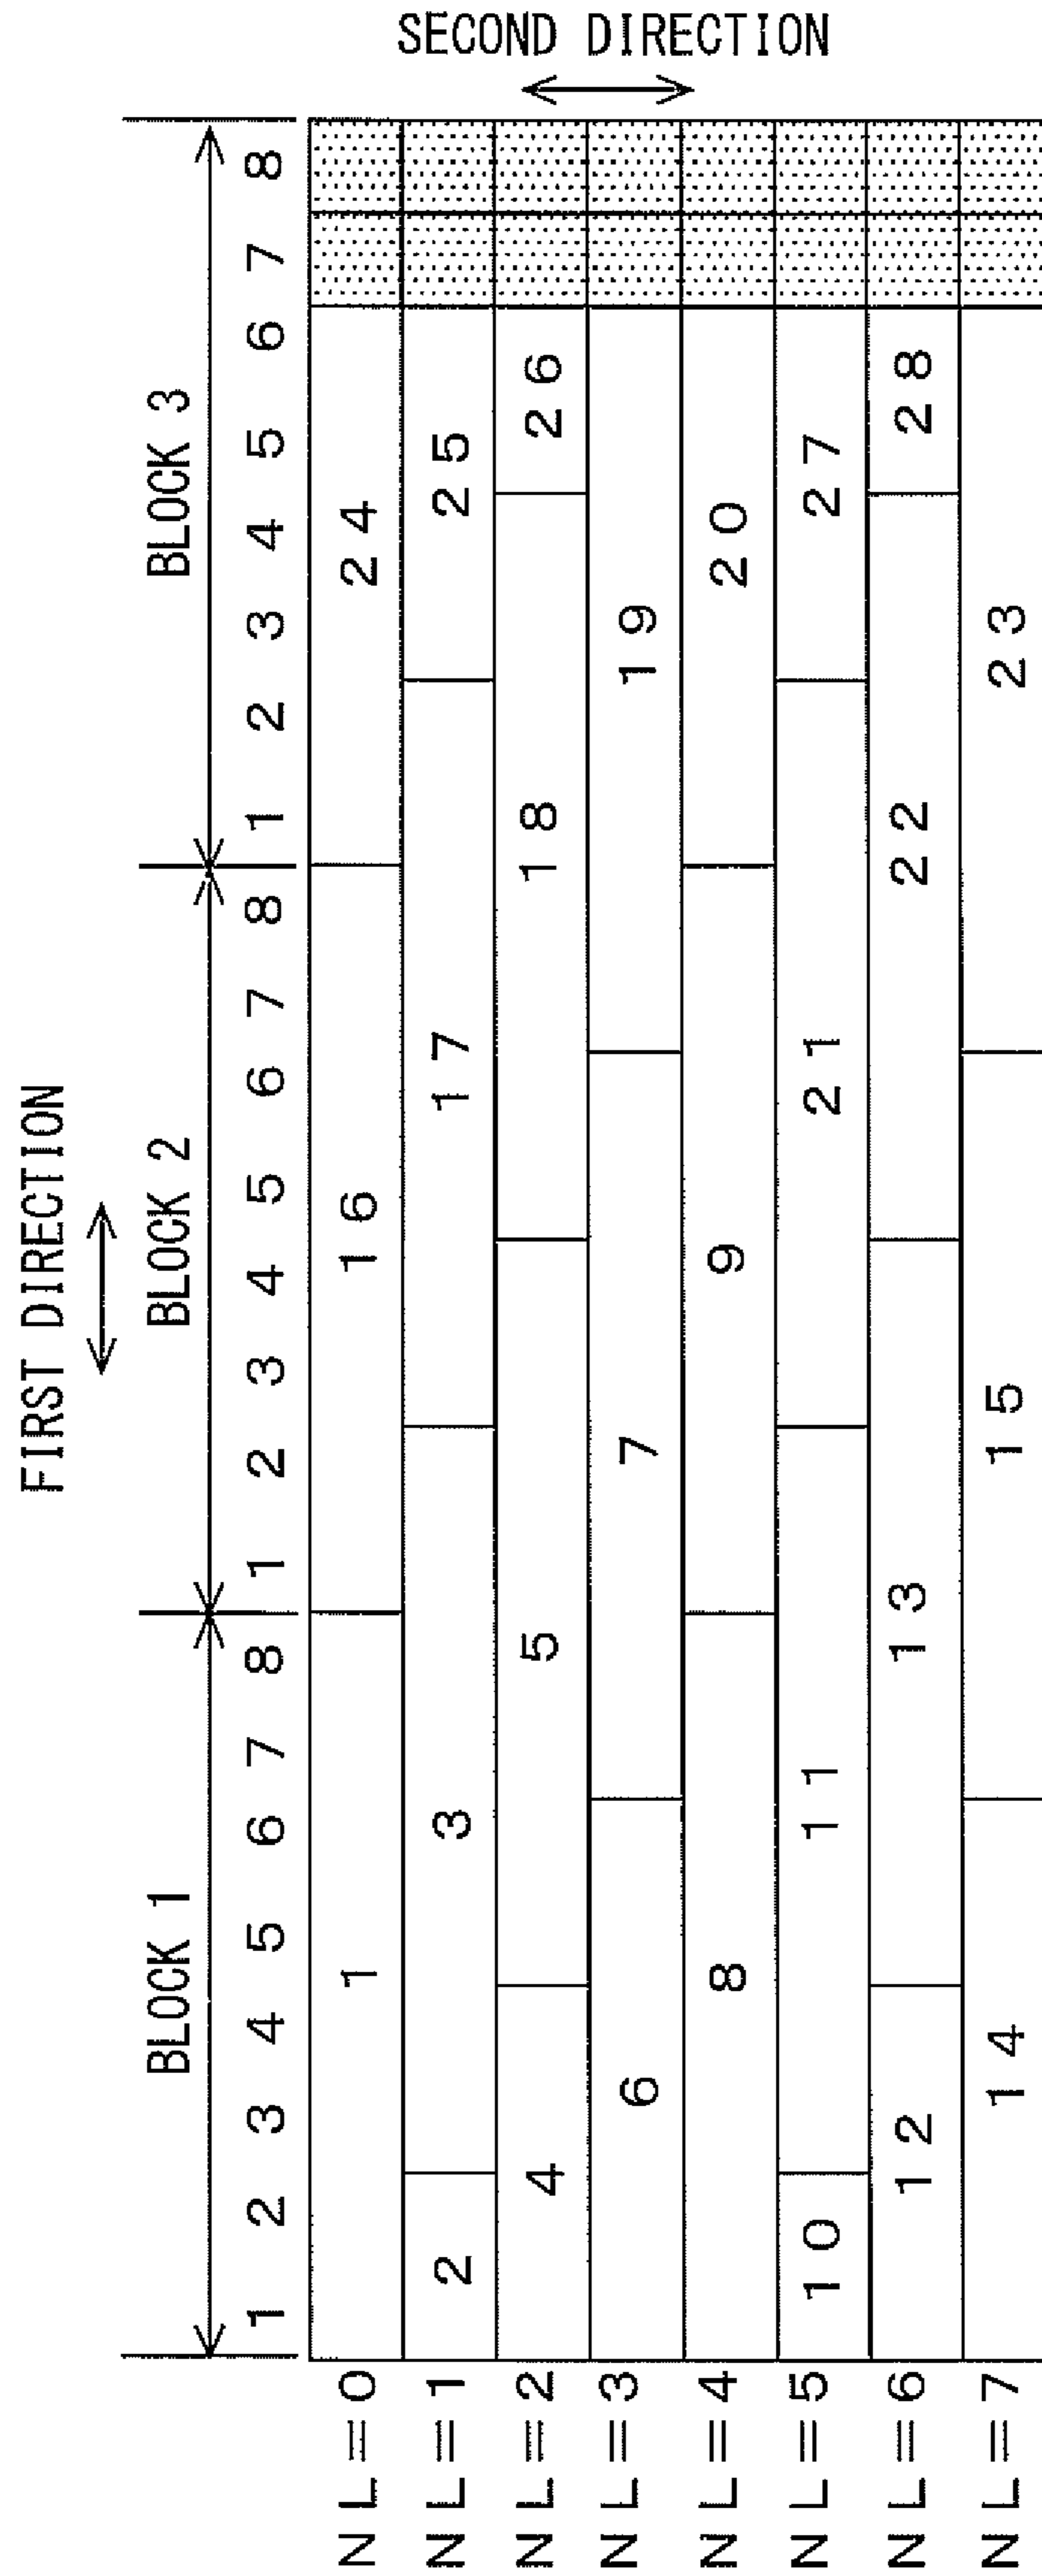 FIRST DIRECTION
SECOND DIRECTION
BLOCK 1 BLOCK 2 BLOCK 3
1 2 3 4 5 6 7 8 1 2 3 4 5 6 7 8 1 2 3 4 5 6 7 8
NL=0 1 16 24
NL=1 2 3 17 25
NL=2 4 5 18 26
NL=3 6 7 19
NL=4 8 9 20
NL=5 10 11 21 27
NL=6 12 13 22 28
NL=7 14 15 23